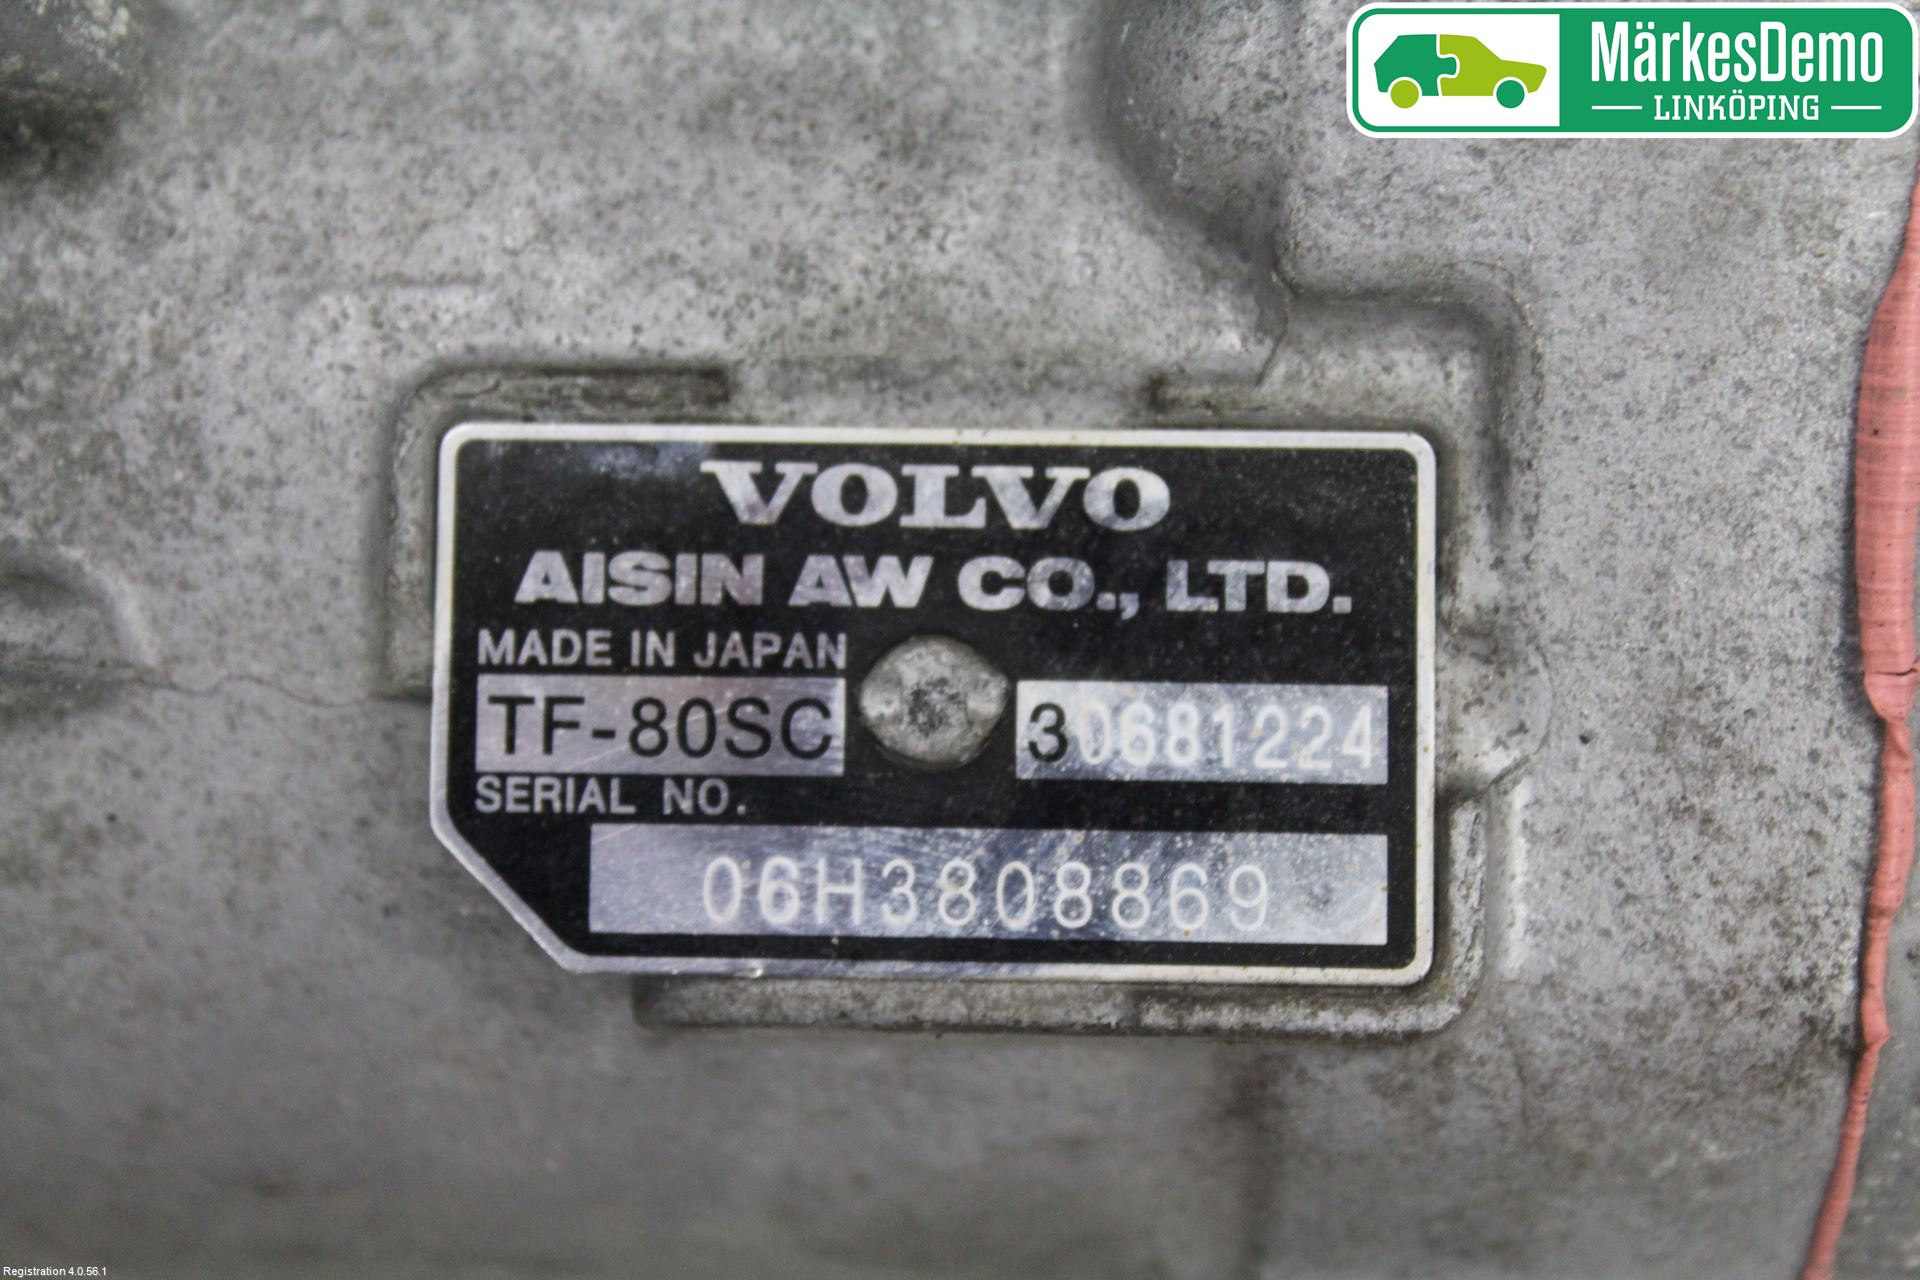 MärkesDemo
LINKÖPING
VOLVO
AISIN AW CO., LTD.
MADE IN JAPAN
TF-80SC 30681224
SERIAL NO.
06H3808869
Registration 4.0.56.1